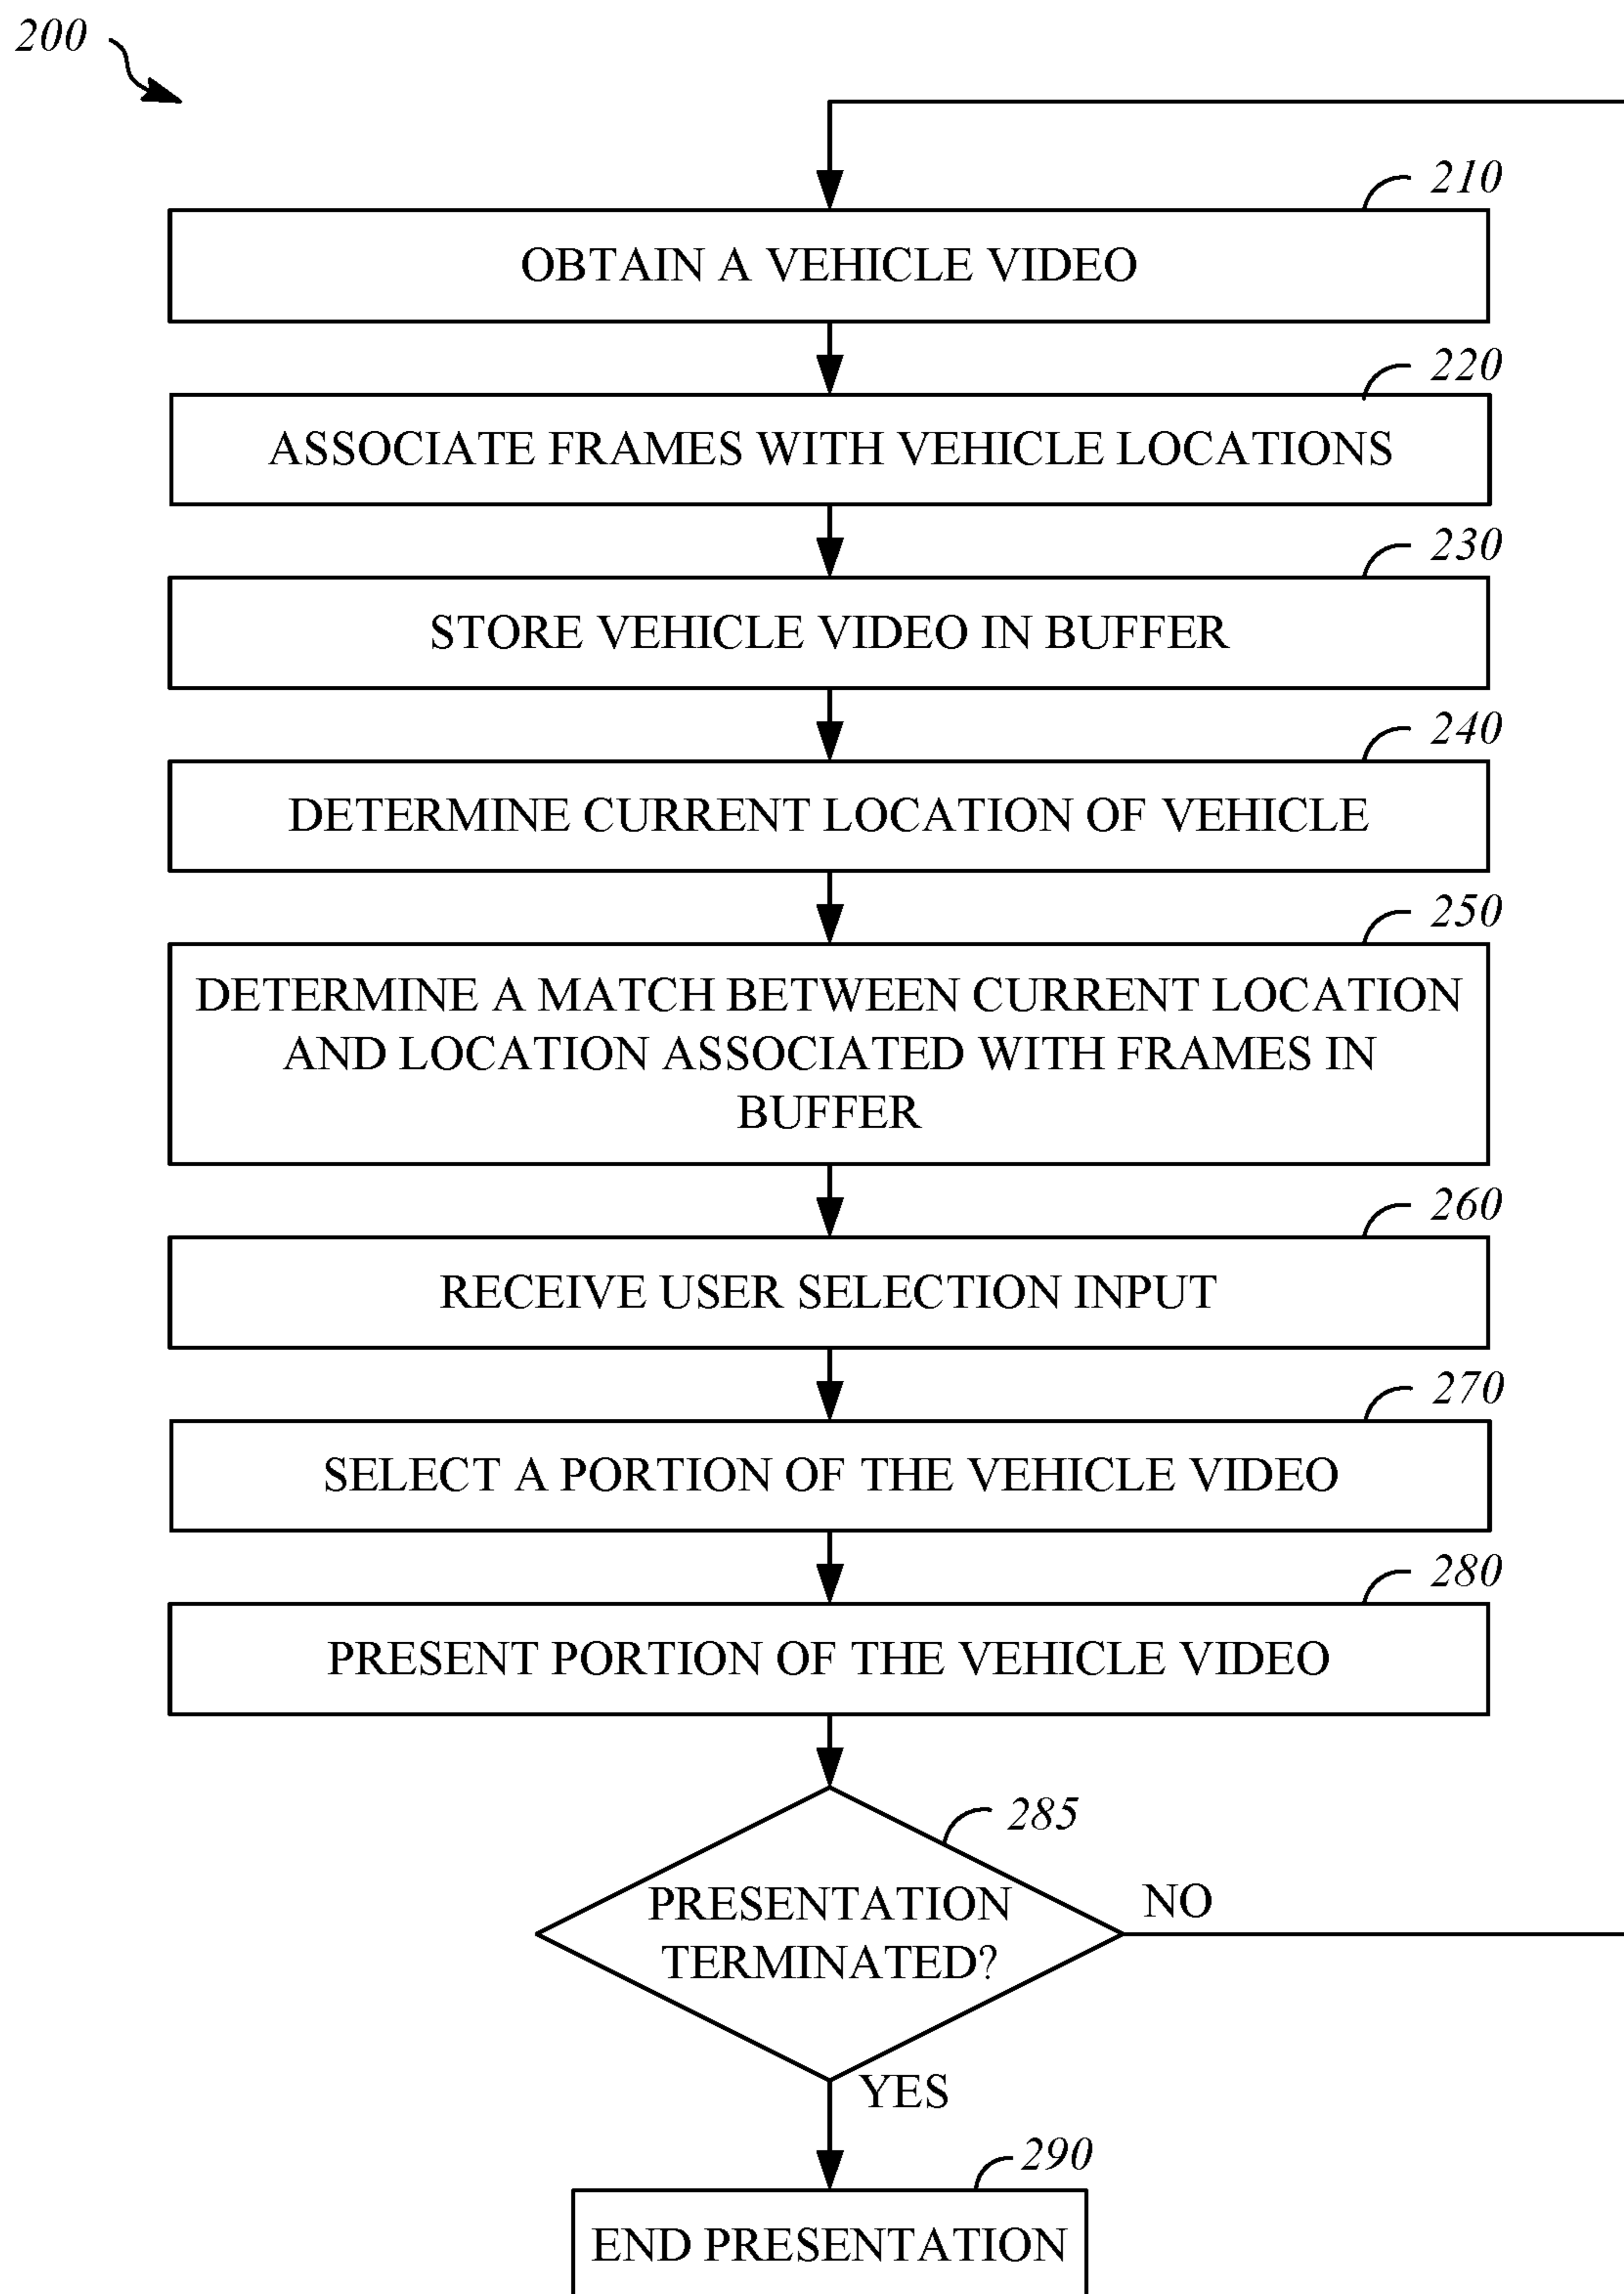 200
210
OBTAIN A VEHICLE VIDEO
220
ASSOCIATE FRAMES WITH VEHICLE LOCATIONS
230
STORE VEHICLE VIDEO IN BUFFER
240
DETERMINE CURRENT LOCATION OF VEHICLE
250
DETERMINE A MATCH BETWEEN CURRENT LOCATION
AND LOCATION ASSOCIATED WITH FRAMES IN
BUFFER
260
RECEIVE USER SELECTION INPUT
270
SELECT A PORTION OF THE VEHICLE VIDEO
280
PRESENT PORTION OF THE VEHICLE VIDEO
285
PRESENTATION
TERMINATED?
NO
YES
290
END PRESENTATION